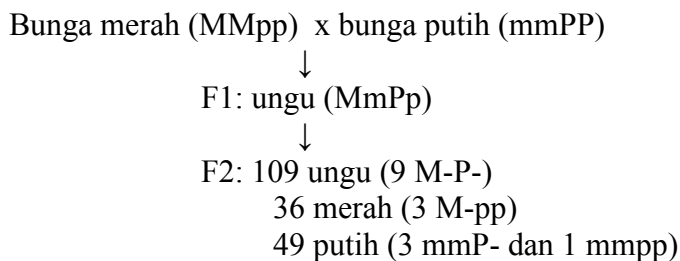 Bunga merah (MMpp) x bunga putih (mmPP)
↓
F1: ungu (MmPp)
↓
F2: 109 ungu (9 M-P-)
36 merah (3 M-pp)
49 putih (3 mmP- dan 1 mmpp)